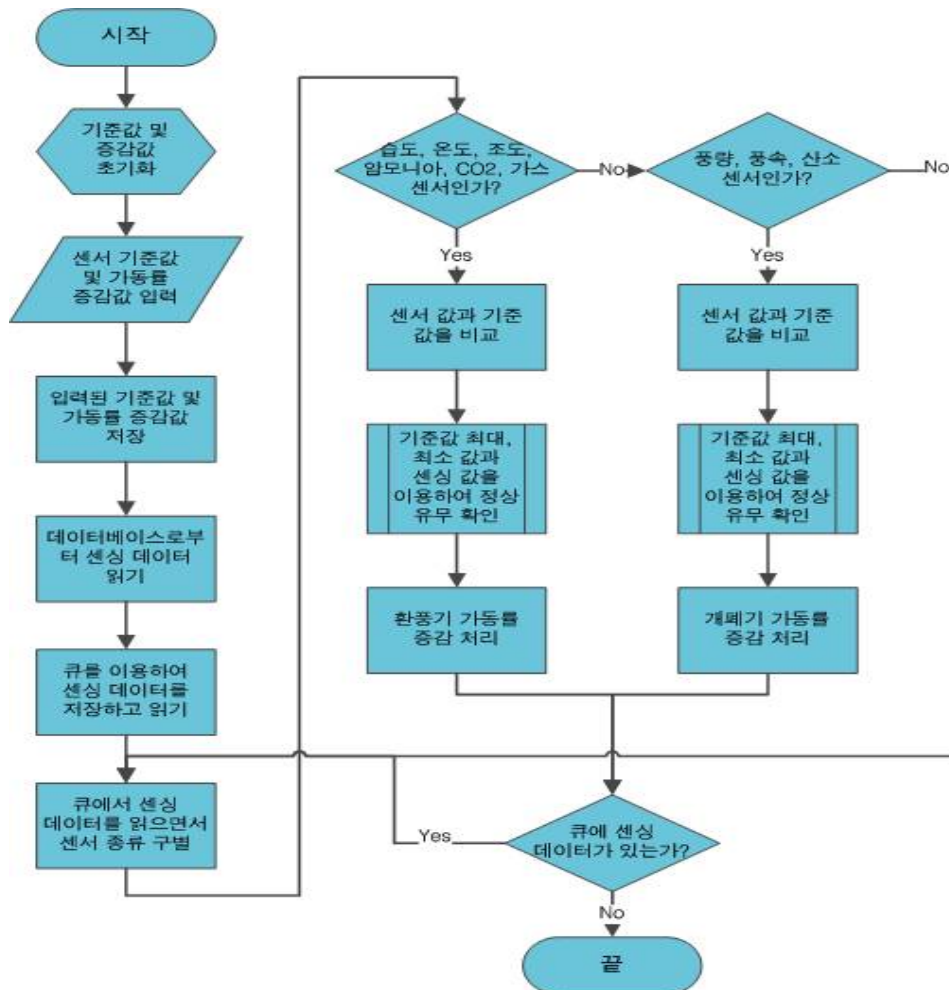 시작
기준값 및
증감값
초기화
센서 기준값
및 가동률
증감값 입력
입력된 기준값 및
가동률 증감값
저장
데이터베이스로부
터 센싱 데이터
읽기
큐를 이용하여
센싱 데이터를
저장하고 읽기
큐에서 센싱
데이터를 읽으면서
센서 종류 구별
습도, 온도, 조도,
암모니아, CO2, 가스
센서인가?
No
Yes
센서 값과 기준
값을 비교
기준값 최대,
최소 값과
센싱 값을
이용하여 정상
유무 확인
환풍기 가동률
증감 처리
풍량, 풍속, 산소
센서인가?
No
Yes
센서 값과 기준
값을 비교
기준값 최대,
최소 값과
센싱 값을
이용하여 정상
유무 확인
개폐기 가동률
증감 처리
큐에 센싱
데이터가 있는가?
Yes
No
끝